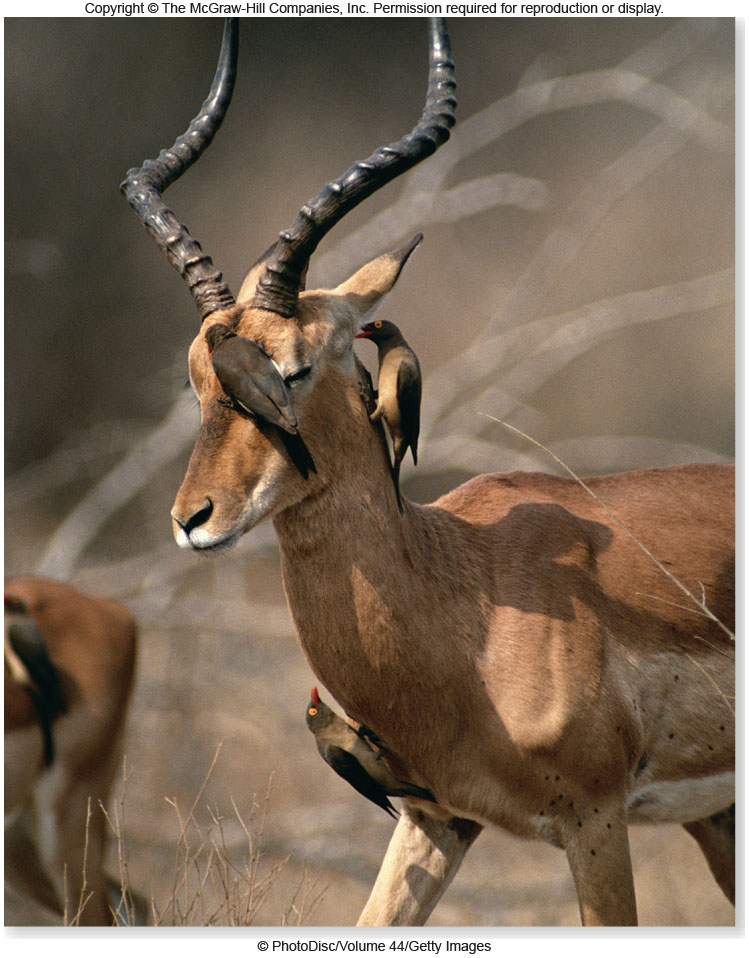 Copyright © The McGraw-Hill Companies, Inc. Permission required for reproduction or display.
© PhotoDisc/Volume 44/Getty Images